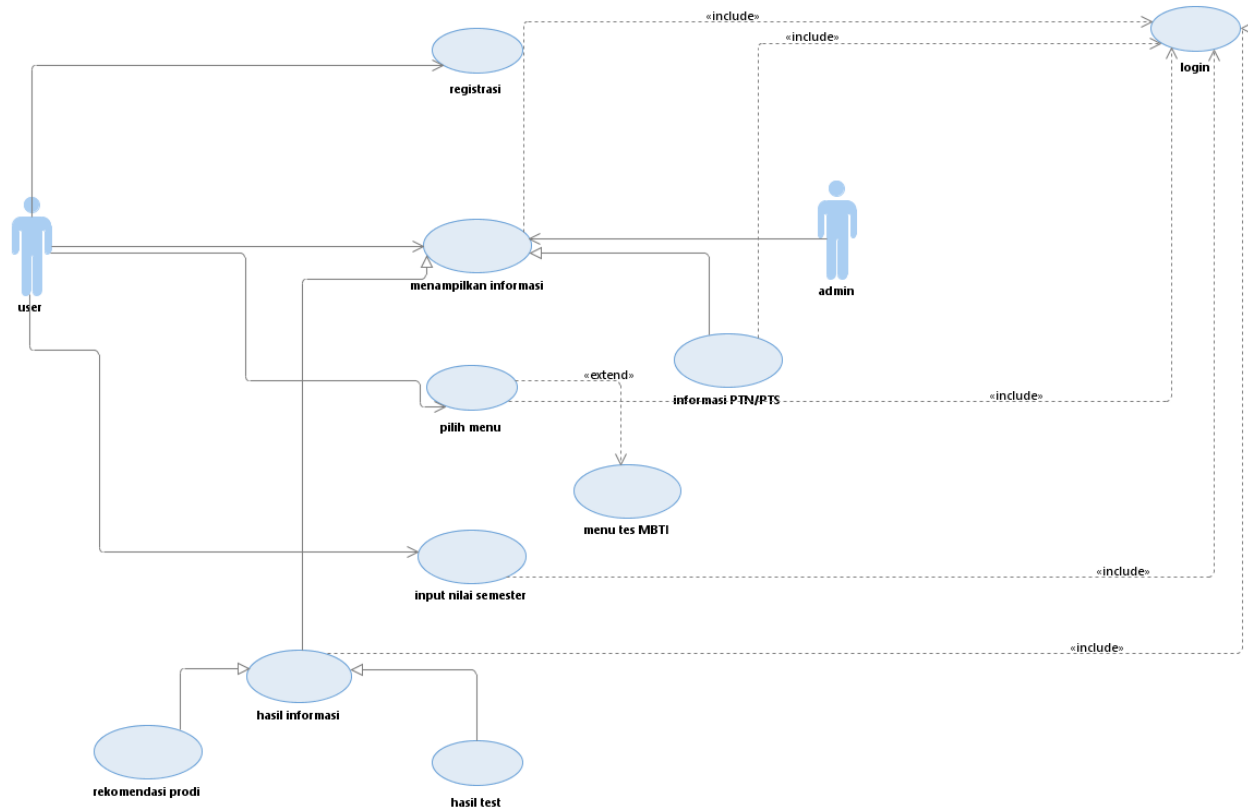 «include»
«include»
login
registrasi
user
menampilkan informasi
admin
«extend»
informasi PTN/PTS
«include»
pilih menu
menu tes MBTI
«include»
input nilai semester
«include»
hasil informasi
rekomendasi prodi
hasil test